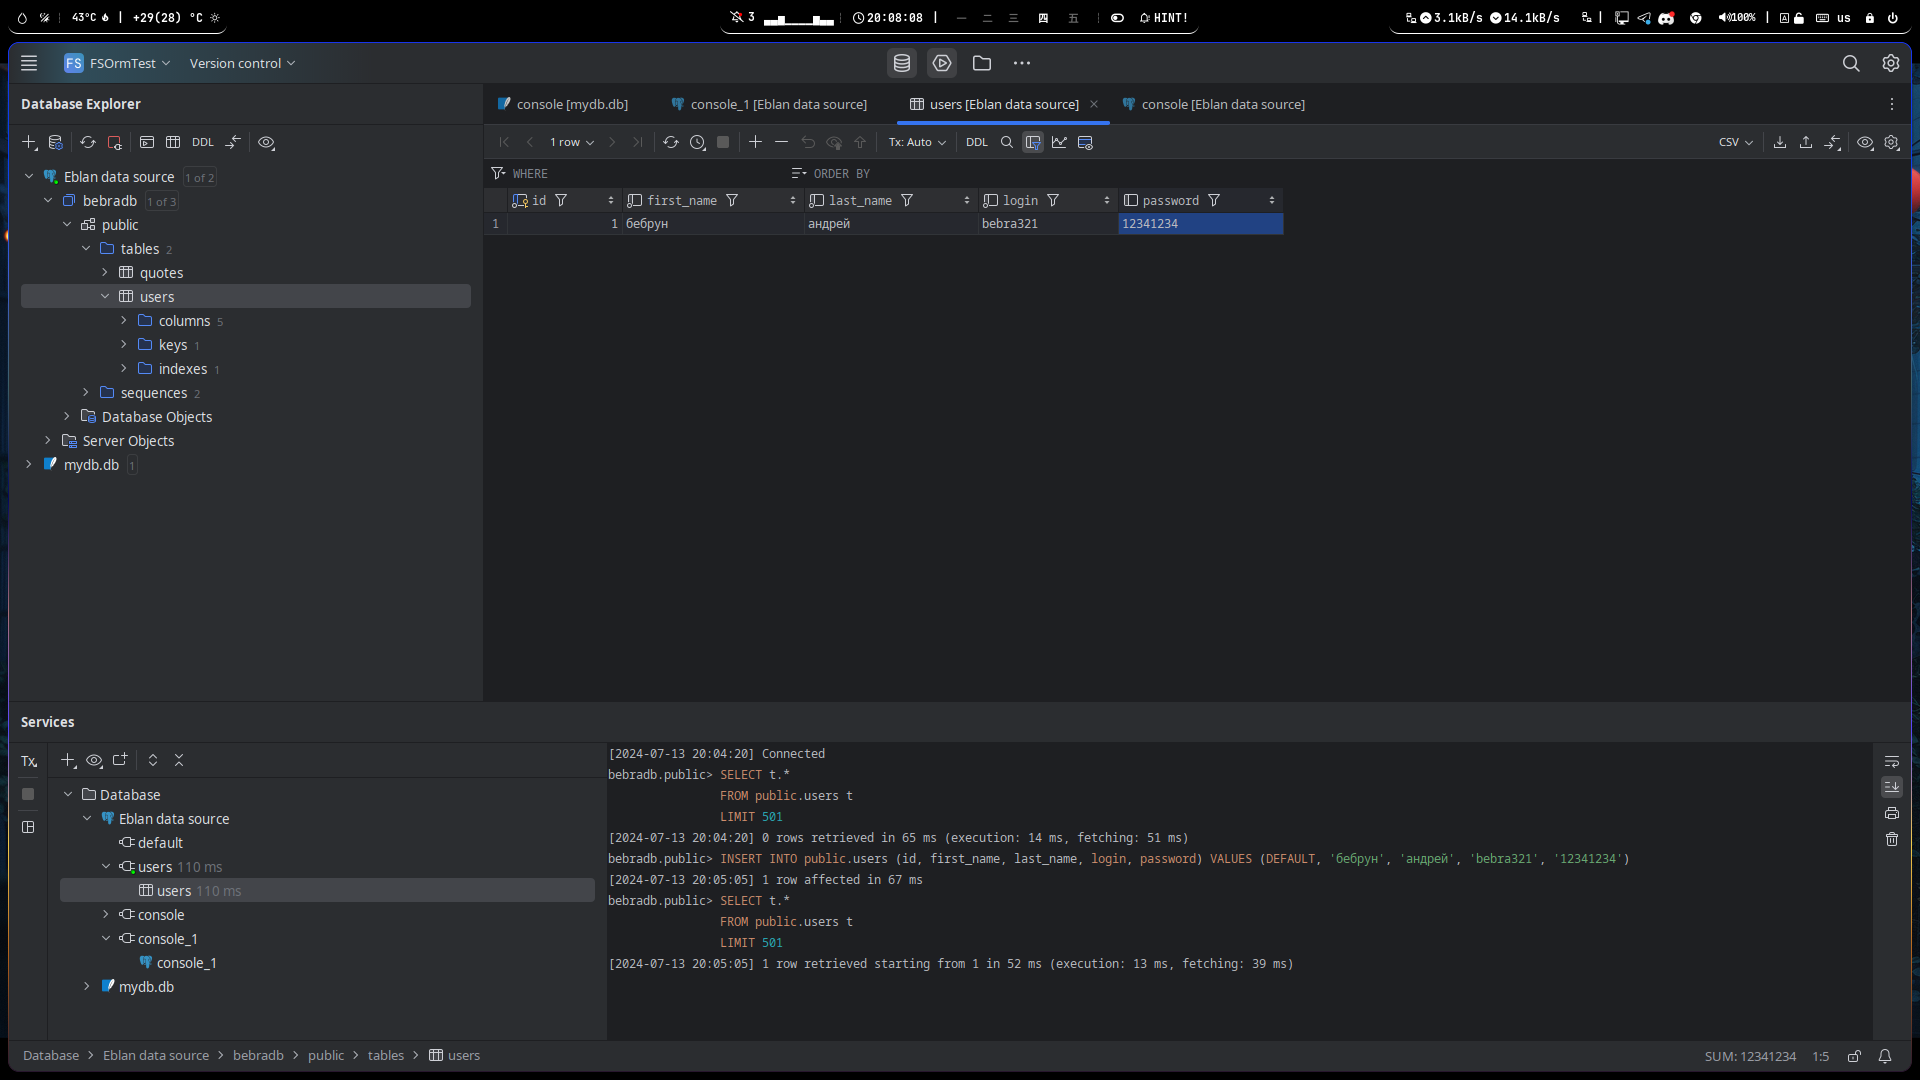 43°C +29(28) °C 3 20:08:08 一 二 三 四 五 HINT! 3.1kB/s 14.1kB/s 100% us
FS FSOrmTest Version control
Database Explorer
console [mydb.db] console_1 [Eblan data source] users [Eblan data source] console [Eblan data source]
DDL
1 row Tx: Auto DDL CSV
WHERE ORDER BY
id first_name last_name login password
1 1 бебрун андрей bebra321 12341234
Eblan data source 1 of 2
bebradb 1 of 3
public
tables 2
quotes
users
columns 5
keys 1
indexes 1
sequences 2
Database Objects
Server Objects
mydb.db 1
Services
Tx
Database
Eblan data source
default
users 110 ms
users 110 ms
console
console_1
console_1
mydb.db
[2024-07-13 20:04:20] Connected
bebradb.public> SELECT t.*
FROM public.users t
LIMIT 501
[2024-07-13 20:04:20] 0 rows retrieved in 65 ms (execution: 14 ms, fetching: 51 ms)
bebradb.public> INSERT INTO public.users (id, first_name, last_name, login, password) VALUES (DEFAULT, 'бебрун', 'андрей', 'bebra321', '12341234')
[2024-07-13 20:05:05] 1 row affected in 67 ms
bebradb.public> SELECT t.*
FROM public.users t
LIMIT 501
[2024-07-13 20:05:05] 1 row retrieved starting from 1 in 52 ms (execution: 13 ms, fetching: 39 ms)
Database > Eblan data source > bebradb > public > tables > users
SUM: 12341234 1:5